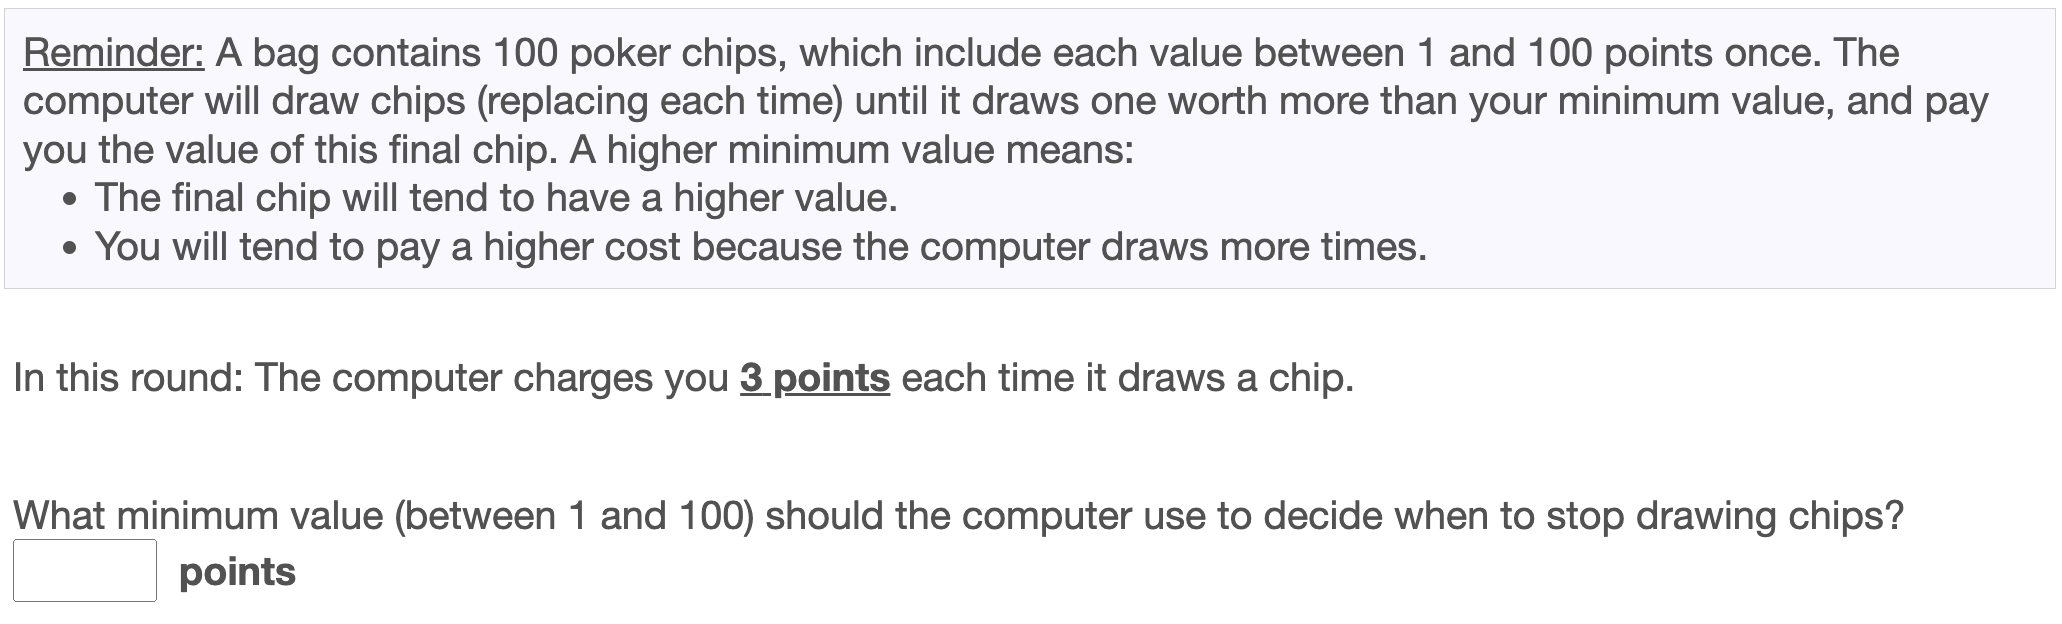 Reminder: A bag contains 100 poker chips, which include each value between 1 and 100 points once. The
computer will draw chips (replacing each time) until it draws one worth more than your minimum value, and pay
you the value of this final chip. A higher minimum value means:
• The final chip will tend to have a higher value.
• You will tend to pay a higher cost because the computer draws more times.
In this round: The computer charges you 3 points each time it draws a chip.
What minimum value (between 1 and 100) should the computer use to decide when to stop drawing chips?
points